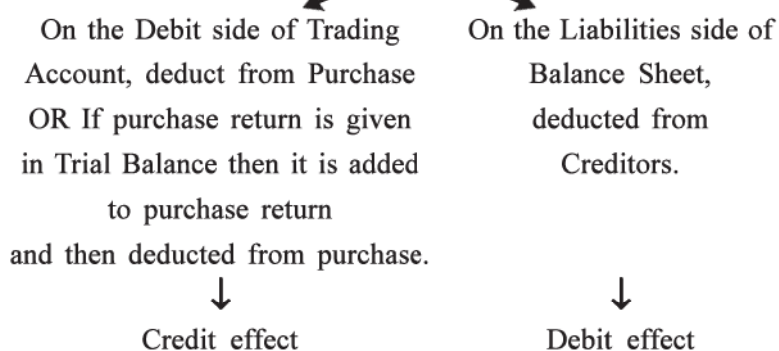 On the Debit side of Trading
Account, deduct from Purchase
OR If purchase return is given
in Trial Balance then it is added
to purchase return
and then deducted from purchase.
↓
Credit effect
On the Liabilities side of
Balance Sheet,
deducted from
Creditors.
↓
Debit effect